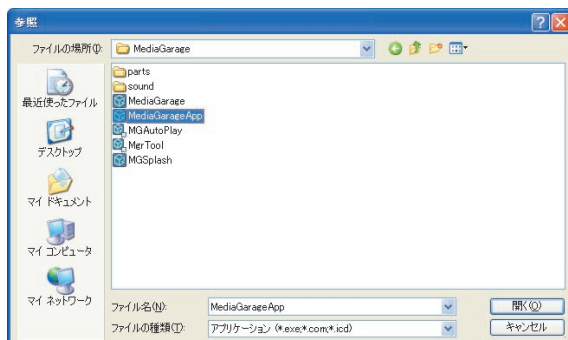 参照
ファイルの場所(I):
MediaGarage
最近使ったファイル
デスクトップ
マイ ドキュメント
マイ コンピュータ
マイ ネットワーク
parts
sound
MediaGarage
MediaGarageApp
MGAutoPlay
MgrTool
MGSplash
ファイル名(N):
MediaGarageApp
開く(O)
ファイルの種類(T):
アプリケーション (*.exe;*.com;*.icd)
キャンセル